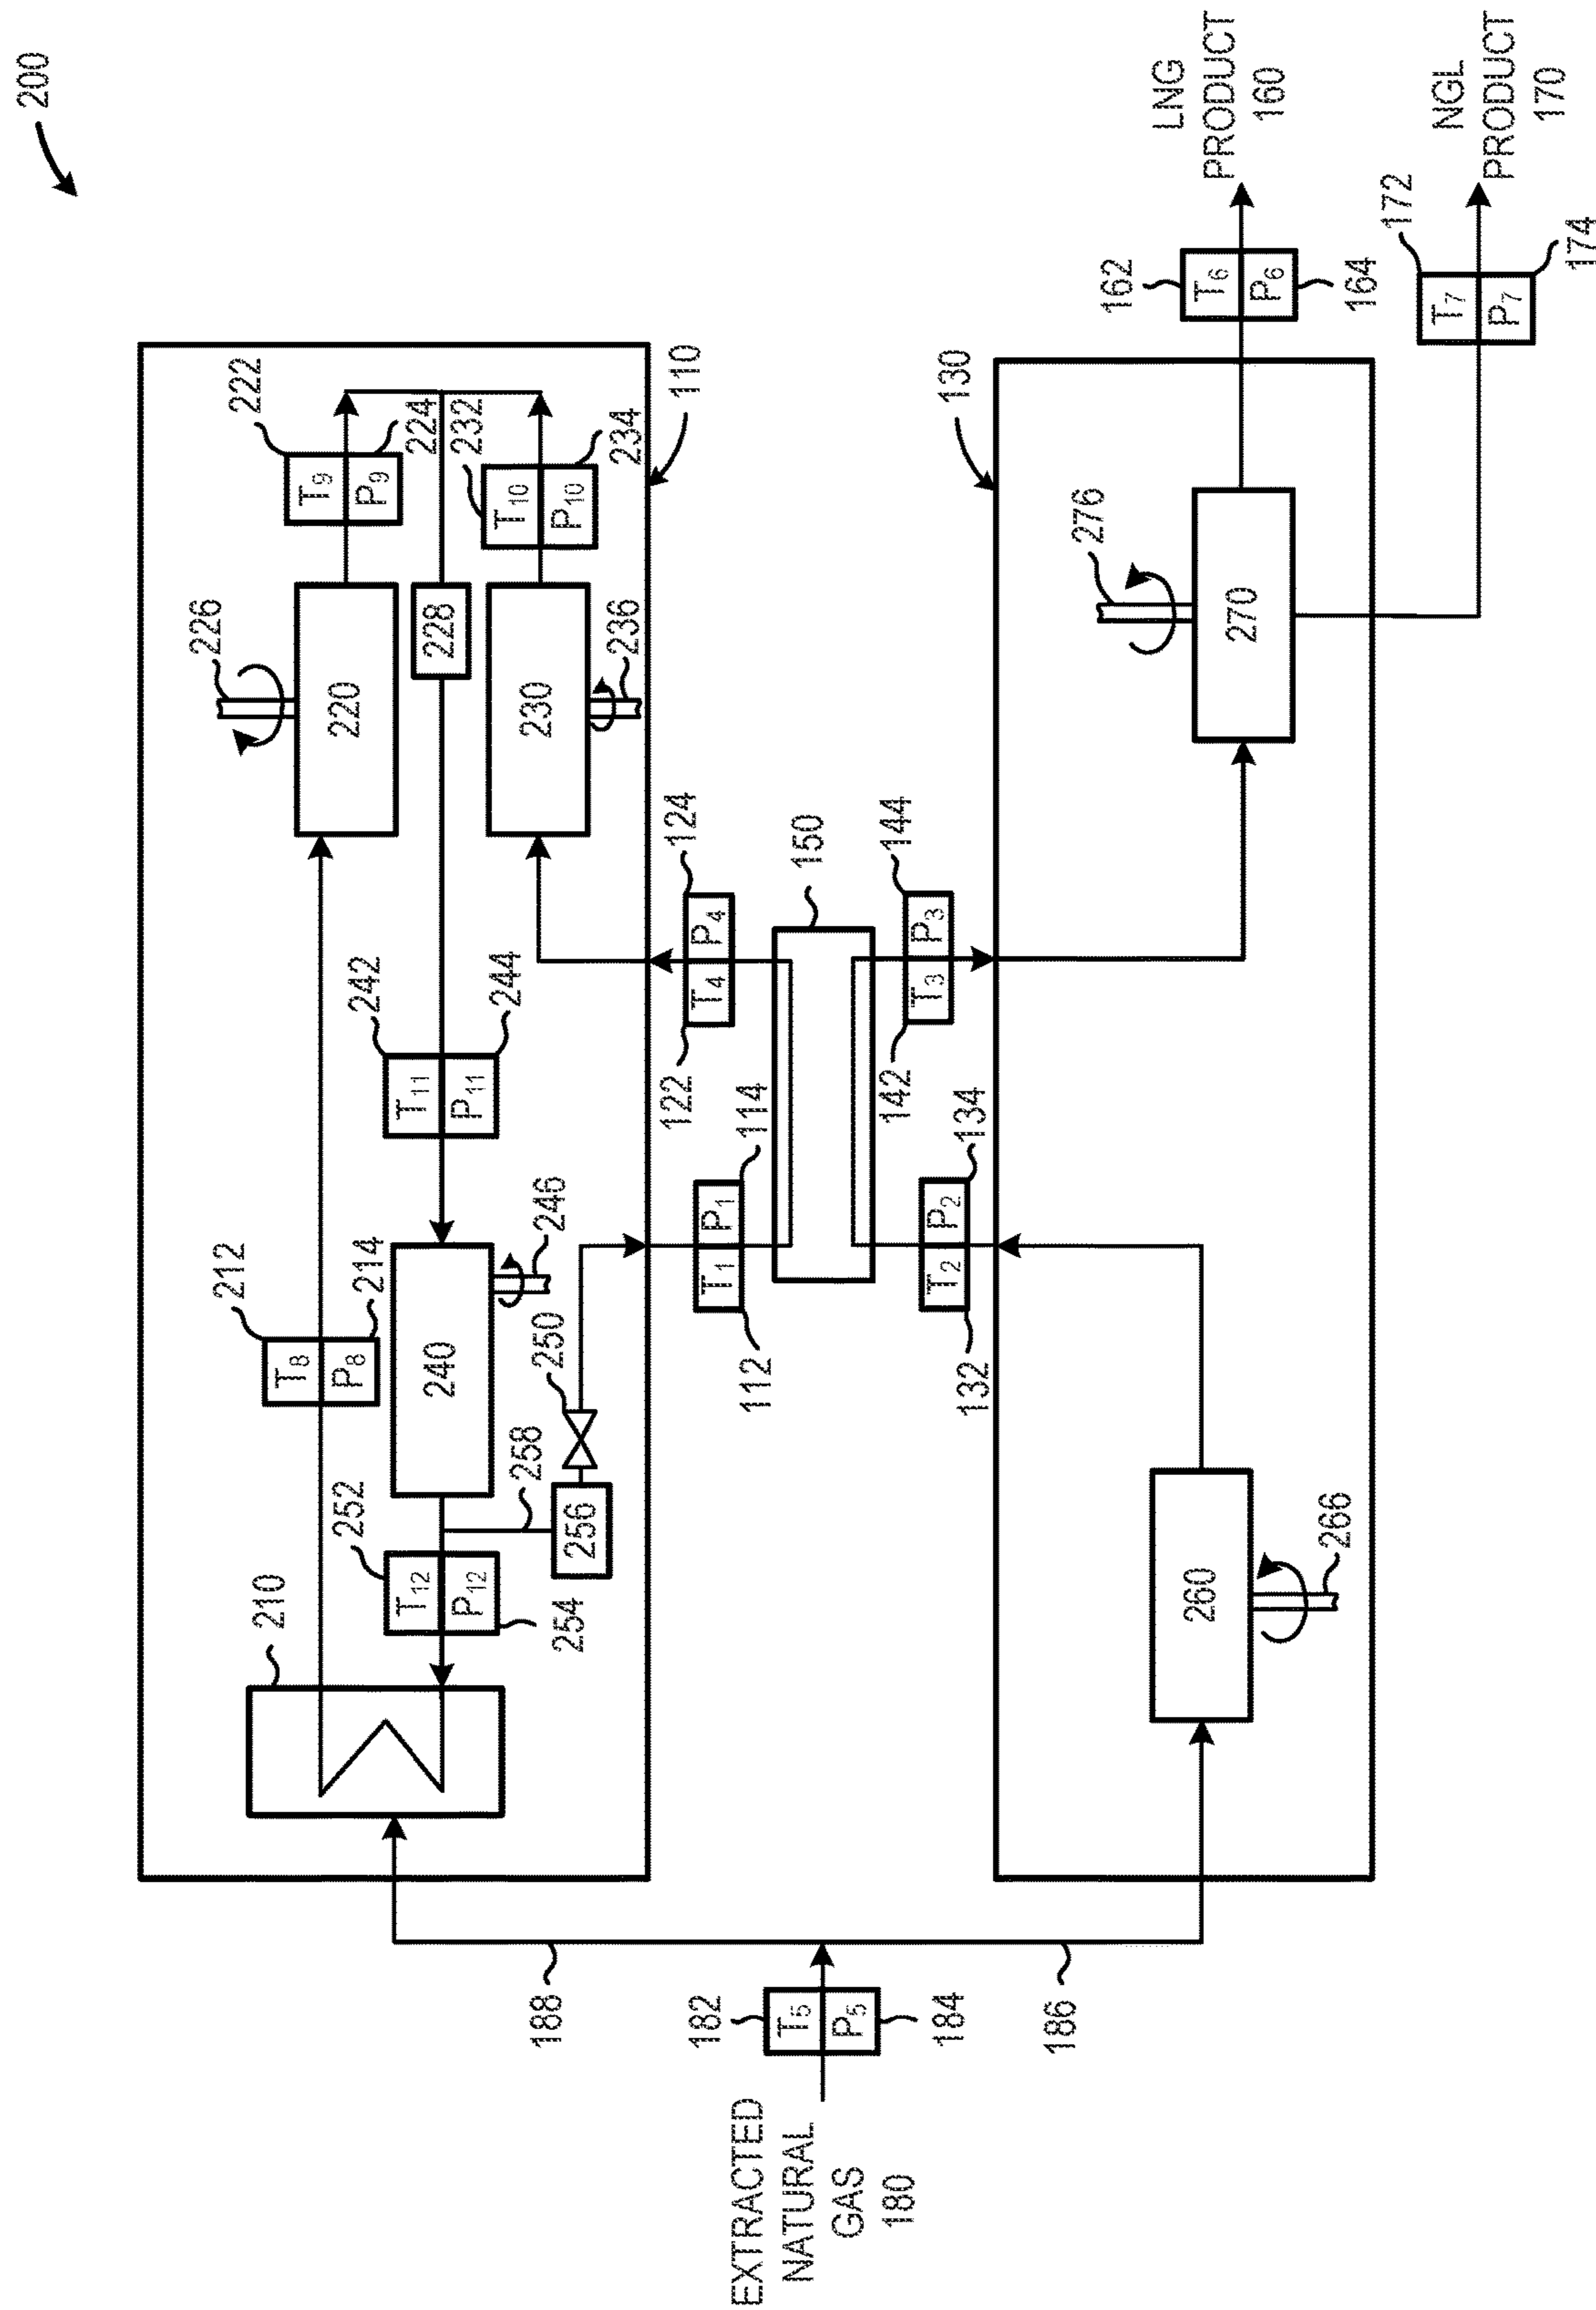 200
222
T9
P9
224
226
220
228
232
T10
P10
234
230
236
110
212
T8
P8
214
242
T11
P11
244
240
246
250
252
T12
P12
254
258
256
210
122
T4
P4
124
112
T1
P1
114
150
142
T3
P3
144
132
T2
P2
134
130
276
270
260
266
162
T6
P6
164
LNG
PRODUCT
160
172
T7
P7
174
NGL
PRODUCT
170
188
182
T5
P5
184
186
EXTRACTED
NATURAL
GAS
180